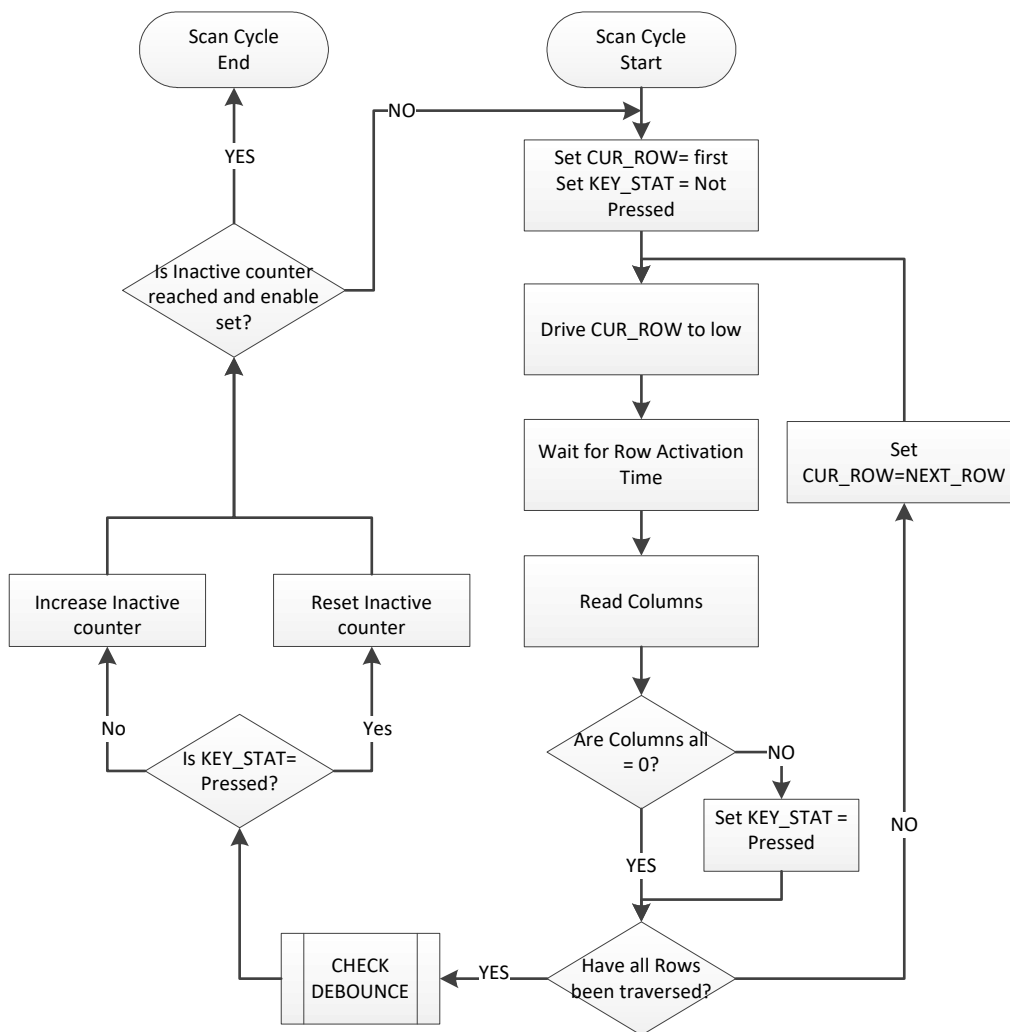 Scan Cycle
End
Scan Cycle
Start
NO
YES
Set CUR_ROW= first
Set KEY_STAT = Not
Pressed
Is Inactive counter
reached and enable
set?
Drive CUR_ROW to low
Wait for Row Activation
Time
Set
CUR_ROW=NEXT_ROW
Increase Inactive
counter
Reset Inactive
counter
Read Columns
No
Yes
Is KEY_STAT=
Pressed?
Are Columns all
= 0?
NO
Set KEY_STAT =
Pressed
NO
YES
CHECK
DEBOUNCE
YES
Have all Rows
been traversed?